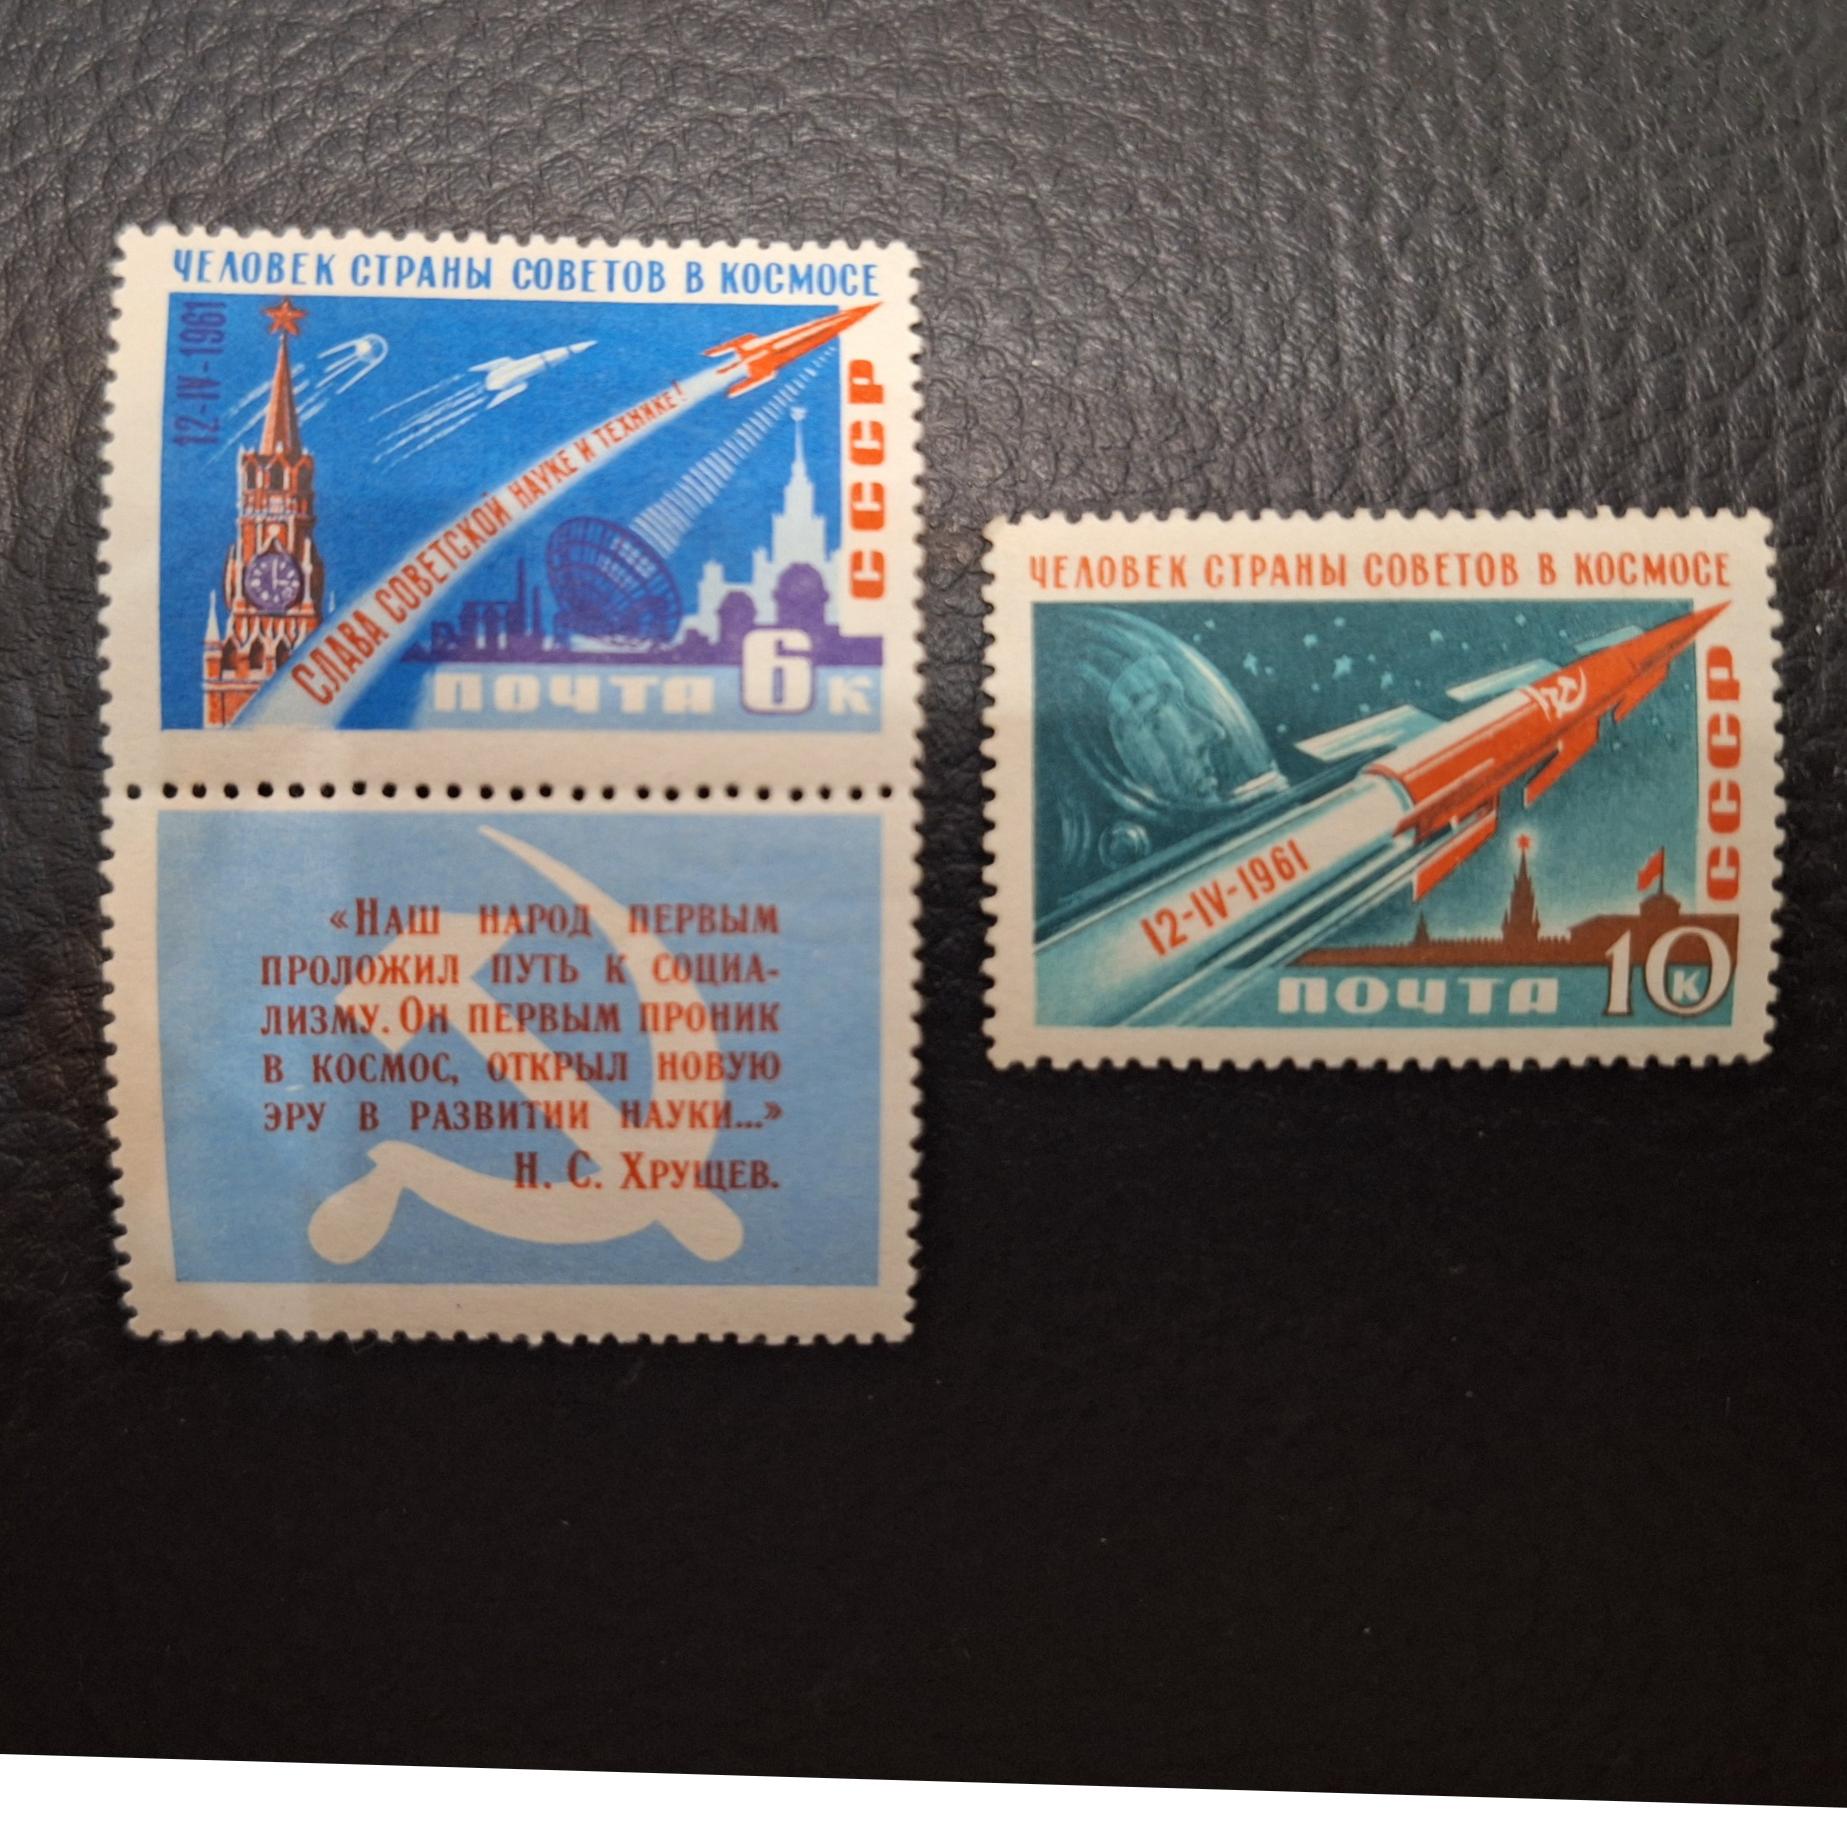 ЧЕЛОВЕК СТРАНЫ СОВЕТОВ В КОСМОСЕ
12-IV-1961
СЛАВА СОВЕТСКОЙ НАУКЕ И ТЕХНИКЕ!
СССР
ПОЧТА 6 К
«НАШ НАРОД ПЕРВЫМ
ПРОЛОЖИЛ ПУТЬ К СОЦИА-
ЛИЗМУ. ОН ПЕРВЫМ ПРОНИК
В КОСМОС, ОТКРЫЛ НОВУЮ
ЭРУ В РАЗВИТИИ НАУКИ...»
Н. С. ХРУЩЕВ.
ЧЕЛОВЕК СТРАНЫ СОВЕТОВ В КОСМОСЕ
СССР
12-IV-1961
ПОЧТА 10 К